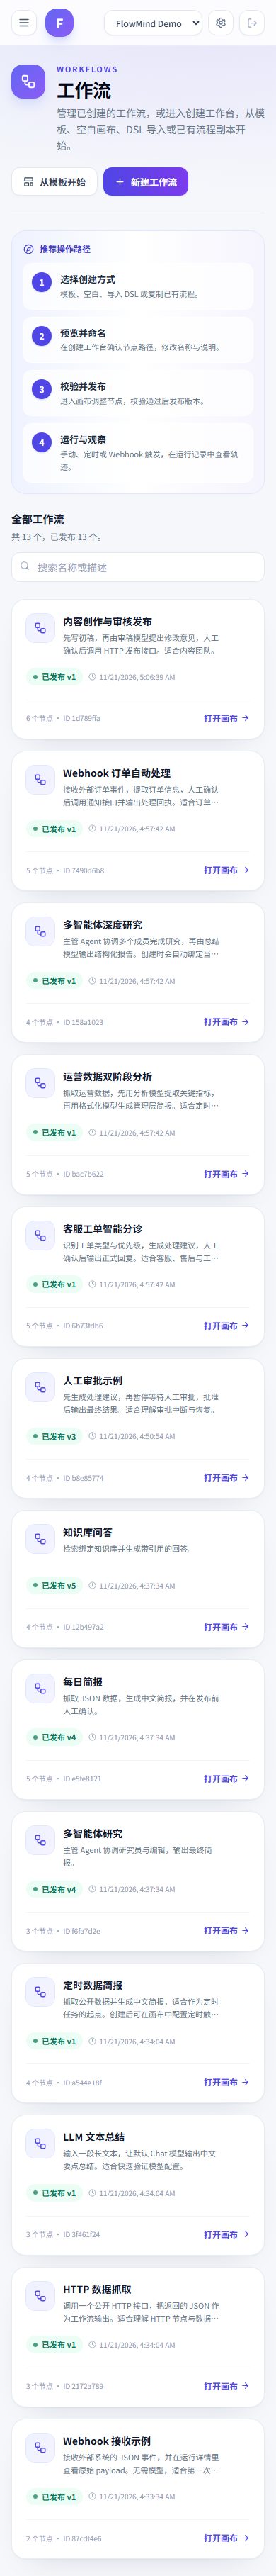 F
FlowMind Demo
WORKFLOWS
工作流
管理已创建的工作流，或进入创建工作台，从模
板、空白画布、DSL 导入或已有流程副本开
始。
从模板开始
新建工作流
推荐操作路径
1
选择创建方式
模板、空白、导入 DSL 或复制已有流程。
2
预览并命名
在创建工作台确认节点路径，修改名称与说明。
3
校验并发布
进入画布调整节点，校验通过后发布版本。
4
运行与观察
手动、定时或 Webhook 触发，在运行记录中查看轨
迹。
全部工作流
共 13 个，已发布 13 个。
搜索名称或描述
内容创作与审核发布
先写初稿，再由审稿模型提出修改意见，人工
确认后调用 HTTP 发布接口。适合内容团队。
已发布 v1
11/21/2026, 5:06:39 AM
6 个节点 • ID 1d789ffa
打开画布
Webhook 订单自动处理
接收外部订单事件，提取订单信息，人工确认
后调用通知接口并输出处理回执。适合订单…
已发布 v1
11/21/2026, 4:57:42 AM
5 个节点 • ID 7490d6b8
打开画布
多智能体深度研究
主管 Agent 协调多个成员完成研究，再由总结
模型输出结构化报告。创建时会自动绑定当…
已发布 v1
11/21/2026, 4:57:42 AM
4 个节点 • ID 158a1023
打开画布
运营数据双阶段分析
抓取运营数据，先用分析模型提取关键指标，
再用格式化模型生成管理层简报。适合定时…
已发布 v1
11/21/2026, 4:57:42 AM
5 个节点 • ID bac7b622
打开画布
客服工单智能分诊
识别工单类型与优先级，生成处理建议，人工
确认后输出正式回复。适合客服、售后与工…
已发布 v1
11/21/2026, 4:57:42 AM
5 个节点 • ID 6b73fdb6
打开画布
人工审批示例
先生成处理建议，再暂停等待人工审批，批准
后输出最终结果。适合理解审批中断与恢复。
已发布 v3
11/21/2026, 4:50:54 AM
4 个节点 • ID b8e85774
打开画布
知识库问答
检索绑定知识库并生成带引用的回答。
已发布 v5
11/21/2026, 4:37:34 AM
4 个节点 • ID 12b497a2
打开画布
每日简报
抓取 JSON 数据，生成中文简报，并在发布前
人工确认。
已发布 v4
11/21/2026, 4:37:34 AM
5 个节点 • ID e5fe8121
打开画布
多智能体研究
主管 Agent 协调研究员与编辑，输出最终简
报。
已发布 v4
11/21/2026, 4:37:34 AM
3 个节点 • ID f6fa7d2e
打开画布
定时数据简报
抓取公开数据并生成中文简报，适合作为定时
任务的起点。创建后可在画布中配置定时触…
已发布 v1
11/21/2026, 4:34:04 AM
4 个节点 • ID a544e18f
打开画布
LLM 文本总结
输入一段长文本，让默认 Chat 模型输出中文
要点总结。适合快速验证模型配置。
已发布 v1
11/21/2026, 4:34:04 AM
3 个节点 • ID 3f461f24
打开画布
HTTP 数据抓取
调用一个公开 HTTP 接口，把返回的 JSON 作
为工作流输出。适合理解 HTTP 节点与数据…
已发布 v1
11/21/2026, 4:34:04 AM
3 个节点 • ID 2172a789
打开画布
Webhook 接收示例
接收外部系统的 JSON 事件，并在运行详情里
查看原始 payload。无需模型，适合第一次…
已发布 v1
11/21/2026, 4:33:34 AM
2 个节点 • ID 87cdf4e6
打开画布